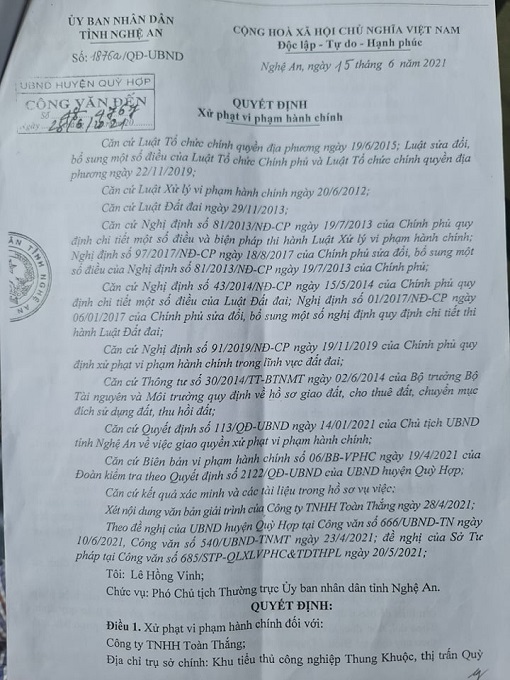 ỦY BAN NHÂN DÂN
TỈNH NGHỆ AN
Số: 1876a/QĐ-UBND
CỘNG HOÀ XÃ HỘI CHỦ NGHĨA VIỆT NAM
Độc lập - Tự do - Hạnh phúc
Nghệ An, ngày 15 tháng 6 năm 2021
UBND HUYỆN QUỲ HỢP
CÔNG VĂN ĐẾN
Số
Ngày
QUYẾT ĐỊNH
Xử phạt vi phạm hành chính
Căn cứ Luật Tổ chức chính quyền địa phương ngày 19/6/2015; Luật sửa đổi,
bổ sung một số điều của Luật Tổ chức Chính phủ và Luật Tổ chức chính quyền địa
phương ngày 22/11/2019;
Căn cứ Luật Xử lý vi phạm hành chính ngày 20/6/2012;
Căn cứ Luật Đất đai ngày 29/11/2013;
Căn cứ Nghị định số 81/2013/NĐ-CP ngày 19/7/2013 của Chính phủ quy
định chi tiết một số điều và biện pháp thi hành Luật Xử lý vi phạm hành chính;
Nghị định số 97/2017/NĐ-CP ngày 18/8/2017 của Chính phủ sửa đổi, bổ sung một
số điều của Nghị định số 81/2013/NĐ-CP ngày 19/7/2013 của Chính phủ;
Căn cứ Nghị định số 43/2014/NĐ-CP ngày 15/5/2014 của Chính phủ quy
định chi tiết một số điều của Luật Đất đai; Nghị định số 01/2017/NĐ-CP ngày
06/01/2017 của Chính phủ sửa đổi, bổ sung một số nghị định quy định chi tiết thi
hành Luật Đất đai;
Căn cứ Nghị định số 91/2019/NĐ-CP ngày 19/11/2019 của Chính phủ quy
định xử phạt vi phạm hành chính trong lĩnh vực đất đai;
Căn cứ Thông tư số 30/2014/TT-BTNMT ngày 02/6/2014 của Bộ trưởng Bộ
Tài nguyên và Môi trường quy định về hồ sơ giao đất, cho thuê đất, chuyển mục
đích sử dụng đất, thu hồi đất;
Căn cứ Quyết định số 113/QĐ-UBND ngày 14/01/2021 của Chủ tịch UBND
tỉnh Nghệ An về việc giao quyền xử phạt vi phạm hành chính;
Căn cứ Biên bản vi phạm hành chính số 06/BB-VPHC ngày 19/4/2021 của
Đoàn kiểm tra theo Quyết định số 2122/QĐ-UBND của UBND huyện Quỳ Hợp;
Căn cứ kết quả xác minh và các tài liệu trong hồ sơ vụ việc;
Xét nội dung văn bản giải trình của Công ty TNHH Toàn Thắng ngày 28/4/2021;
Theo đề nghị của UBND huyện Quỳ Hợp tại Công văn số 666/UBND-TN ngày
10/6/2021, Công văn số 540/UBND-TNMT ngày 23/4/2021; đề nghị của Sở Tư
pháp tại Công văn số 685/STP-QLXLVPHC&TDTHPL ngày 20/5/2021;
Tôi: Lê Hồng Vinh;
Chức vụ: Phó Chủ tịch Thường trực Ủy ban nhân dân tỉnh Nghệ An.
QUYẾT ĐỊNH:
Điều 1. Xử phạt vi phạm hành chính đối với:
Công ty TNHH Toàn Thắng;
Địa chỉ trụ sở chính: Khu tiểu thủ công nghiệp Thung Khuộc, thị trấn Quỳ